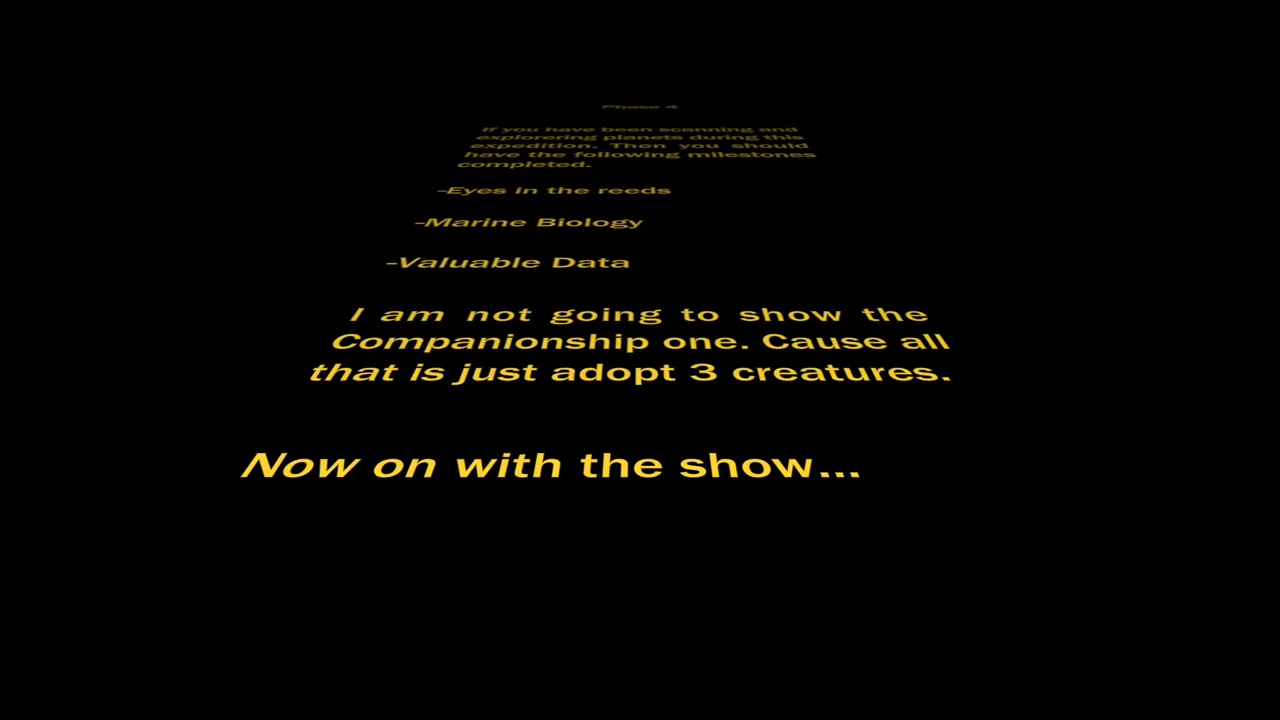 Phase 4
If you have been scanning and
explorering planets during this
expedition. Then you should
have the following milestones
completed.
-Eyes in the reeds
-Marine Biology
-Valuable Data
I am not going to show the
Companionship one. Cause all
that is just adopt 3 creatures.
Now on with the show...